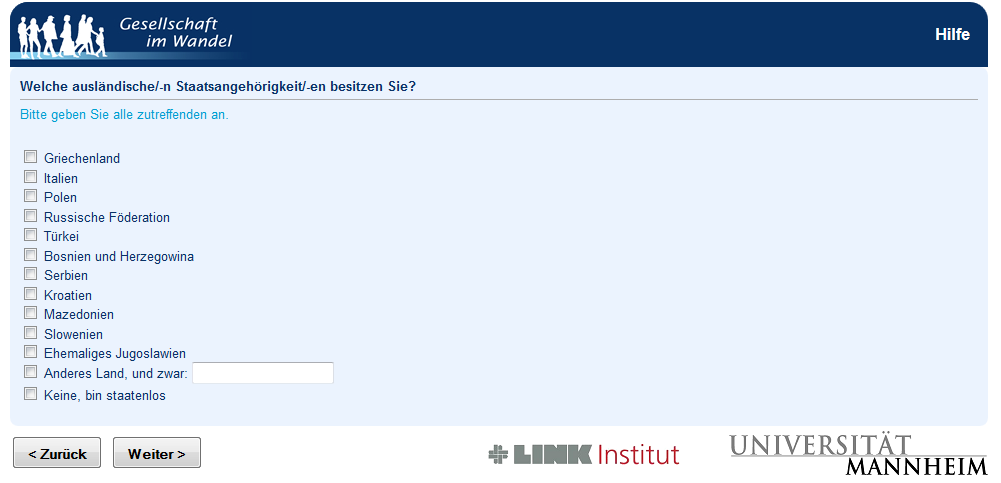 Gesellschaft
im Wandel
Hilfe
Welche ausländische/-n Staatsangehörigkeit/-en besitzen Sie?
Bitte geben Sie alle zutreffenden an.
Griechenland
Italien
Polen
Russische Föderation
Türkei
Bosnien und Herzegowina
Serbien
Kroatien
Mazedonien
Slowenien
Ehemaliges Jugoslawien
Anderes Land, und zwar:
Keine, bin staatenlos
< Zurück
Weiter >
LINK Institut
UNIVERSITÄT
MANNHEIM